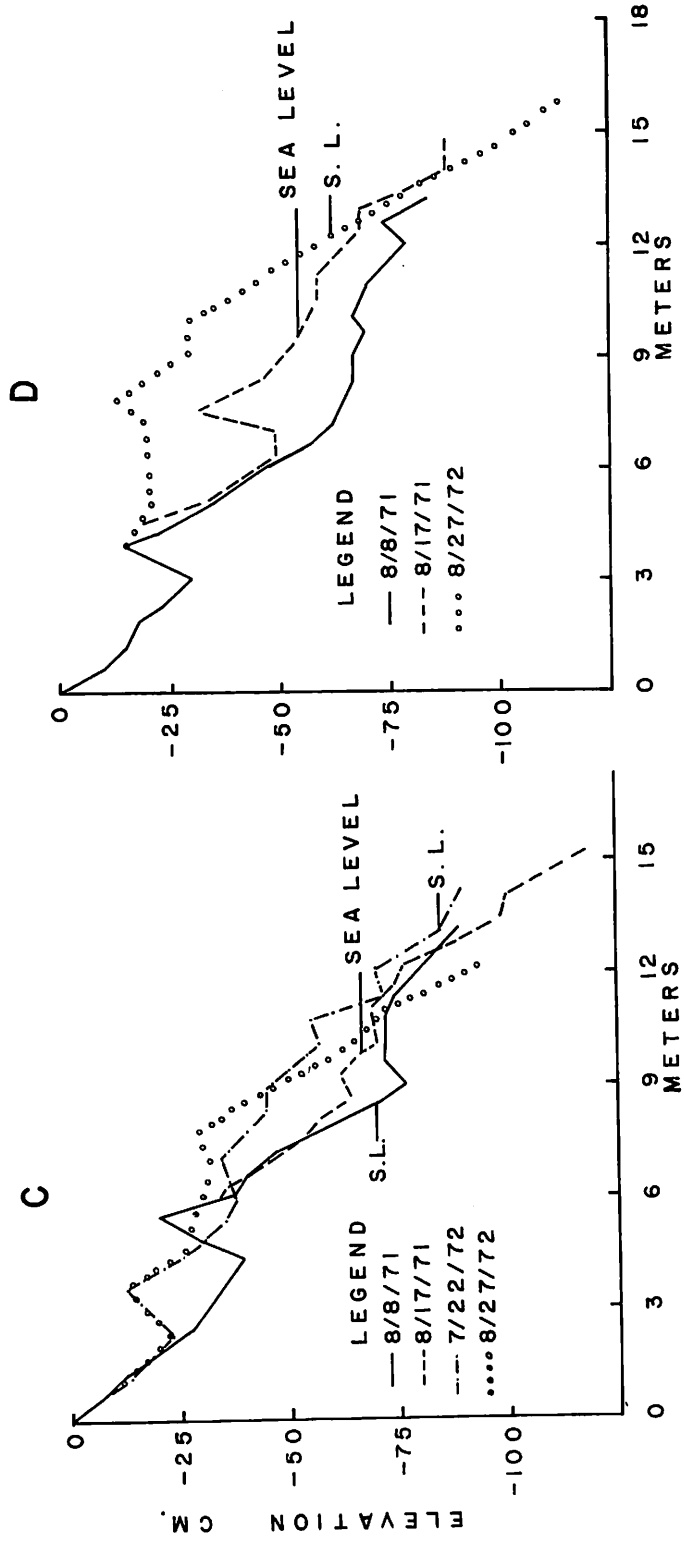 C
D
ELEVATION CM.
0
-25
-50
-75
-100
0
3
6
9
12
15
METERS
SEA LEVEL
S.L.
S.L.
LEGEND
8/8/71
8/17/71
7/22/72
8/27/72
0
-25
-50
-75
-100
0
3
6
9
12
15
18
METERS
SEA LEVEL
S. L.
LEGEND
8/8/71
8/17/71
8/27/72